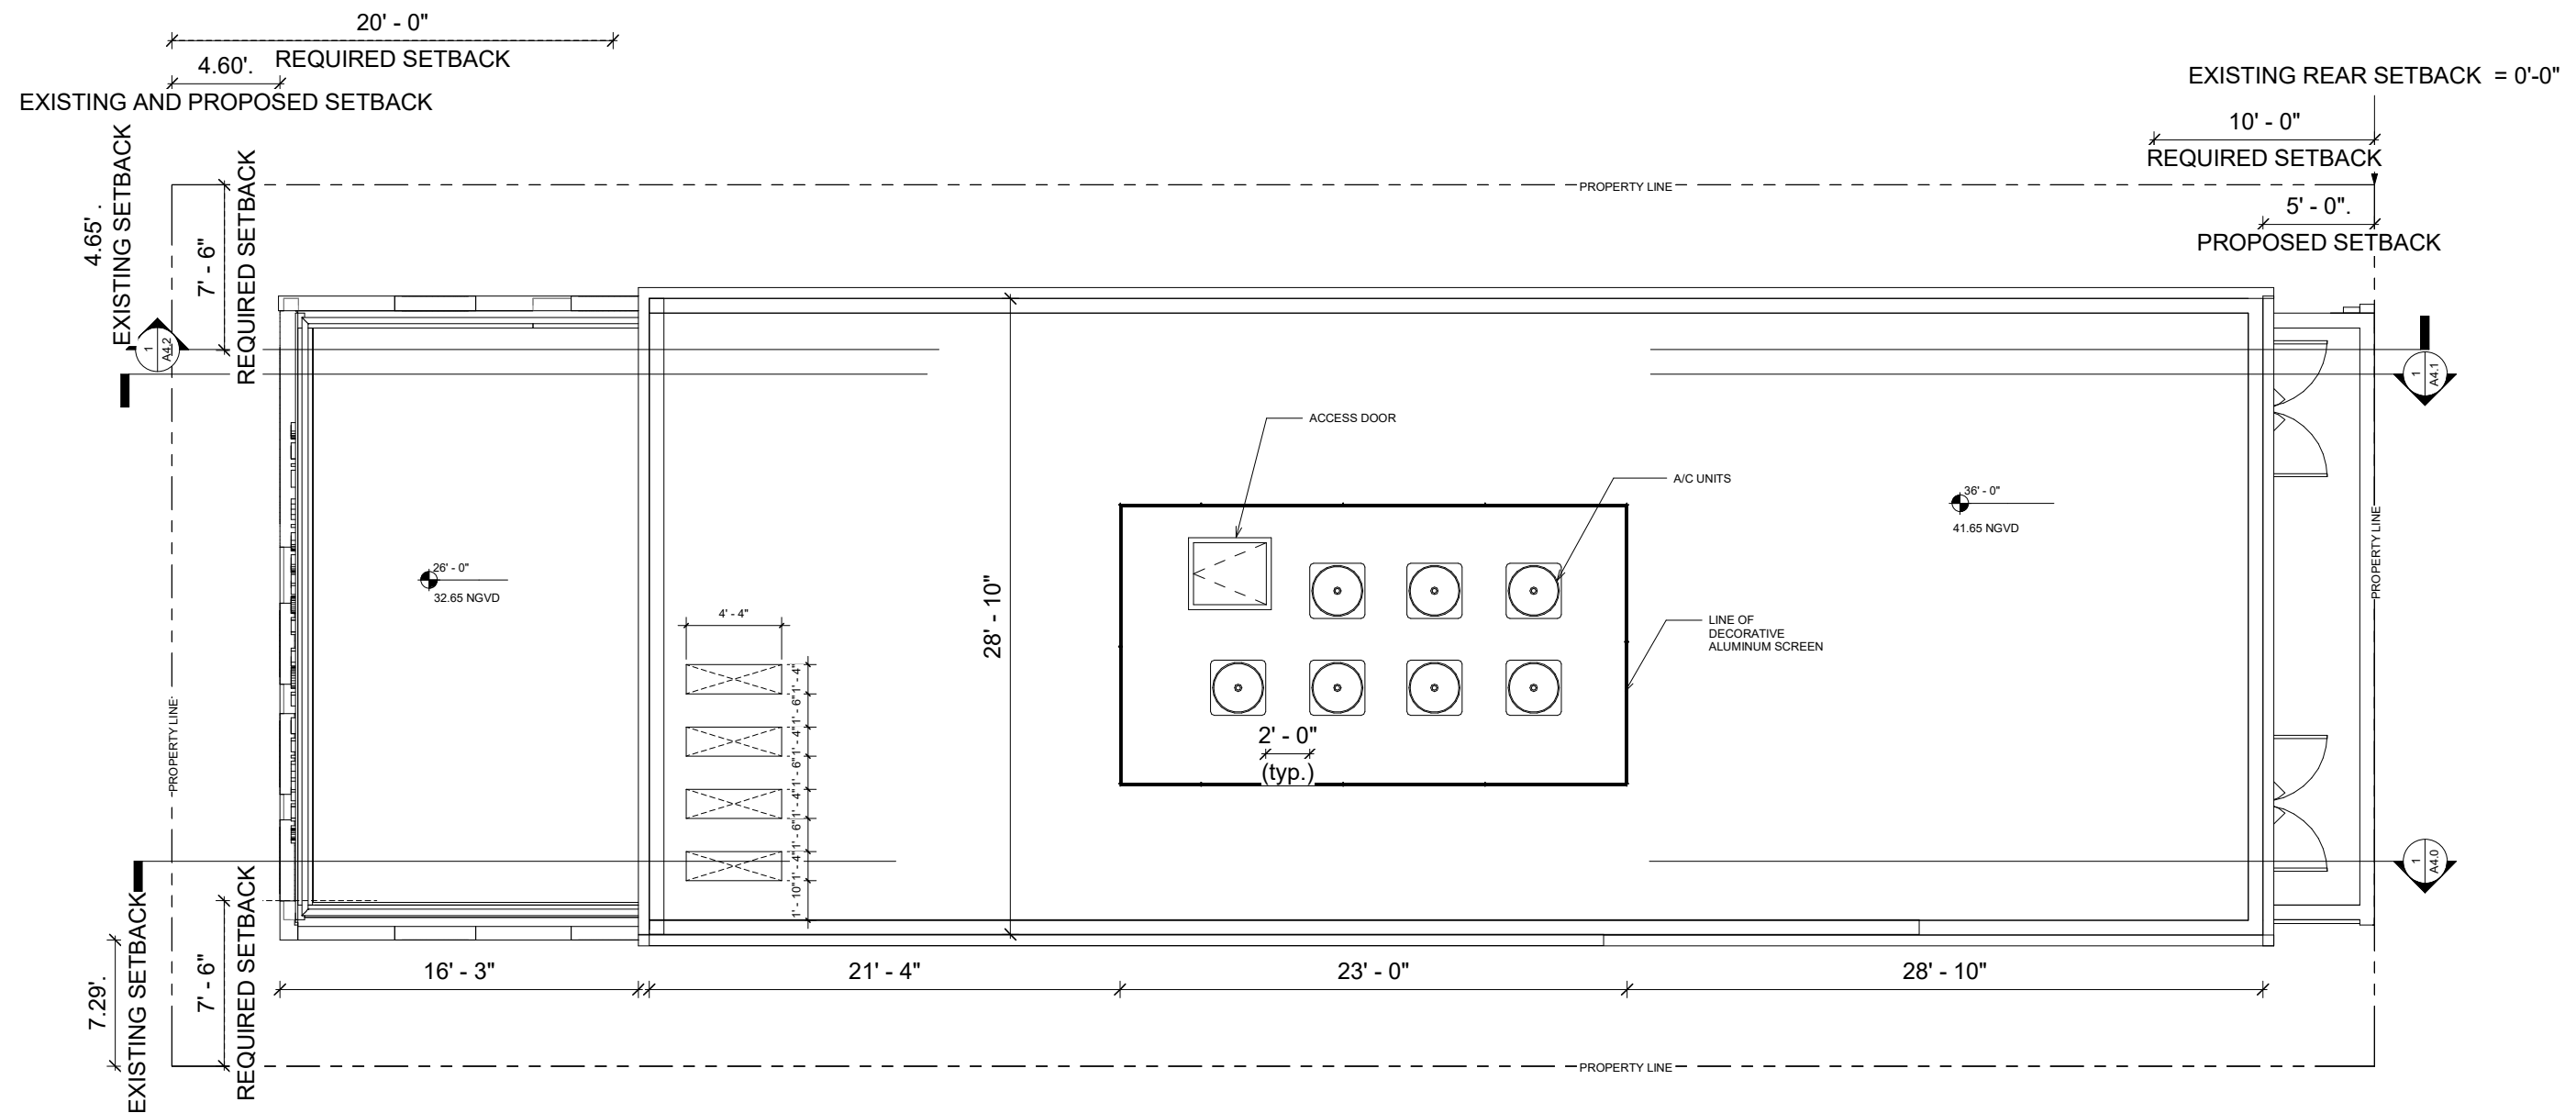 20' - 0"
REQUIRED SETBACK
4.60'.
EXISTING AND PROPOSED SETBACK
EXISTING REAR SETBACK = 0'-0"
10' - 0"
REQUIRED SETBACK
5' - 0".
PROPOSED SETBACK
PROPERTY LINE
4.65' .
EXISTING SETBACK
7' - 6"
REQUIRED SETBACK
1
A4.2
1
A4.1
ACCESS DOOR
A/C UNITS
36' - 0"
41.65 NGVD
PROPERTY LINE
26' - 0"
32.65 NGVD
28' - 10"
4' - 4"
LINE OF
DECORATIVE
ALUMINUM SCREEN
1' - 4"
1' - 6"
1' - 4"
1' - 6"
1' - 4"
1' - 6"
1' - 4"
1' - 10"
2' - 0"
(typ.)
PROPERTY LINE
1
A4.0
16' - 3"
21' - 4"
23' - 0"
28' - 10"
7.29'.
EXISTING SETBACK
7' - 6"
REQUIRED SETBACK
PROPERTY LINE